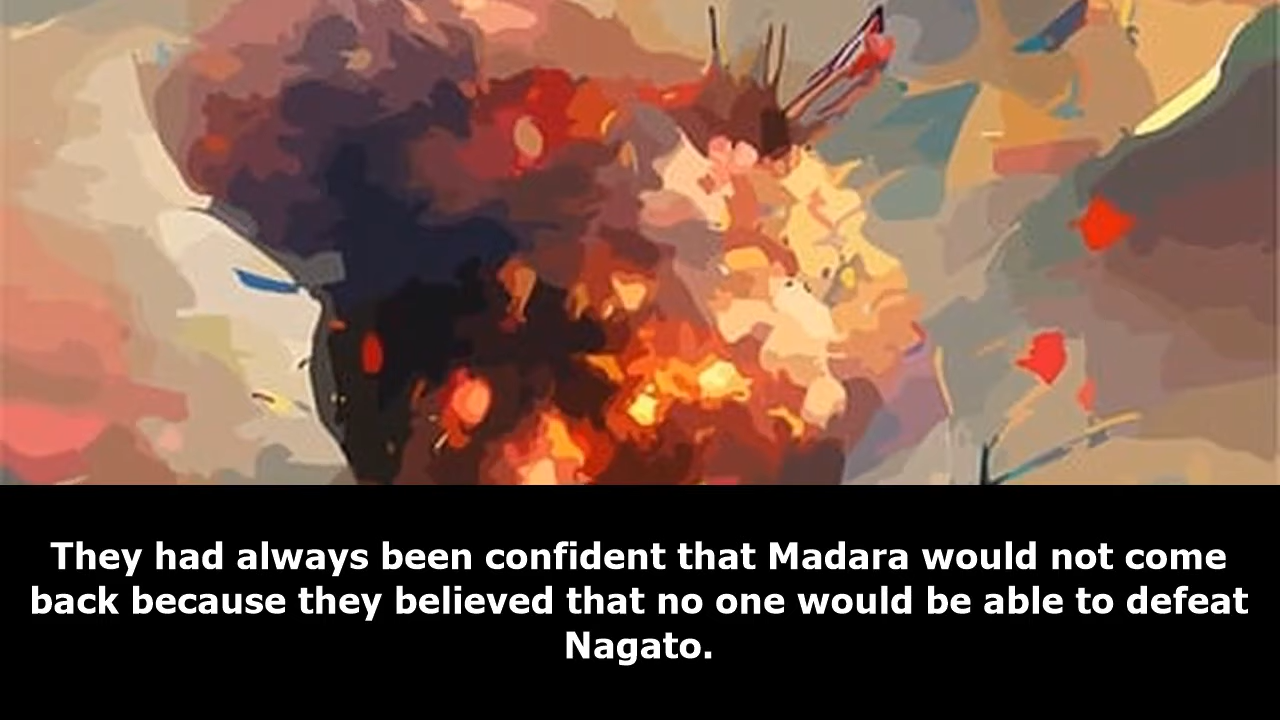 They had always been confident that Madara would not come
back because they believed that no one would be able to defeat
Nagato.